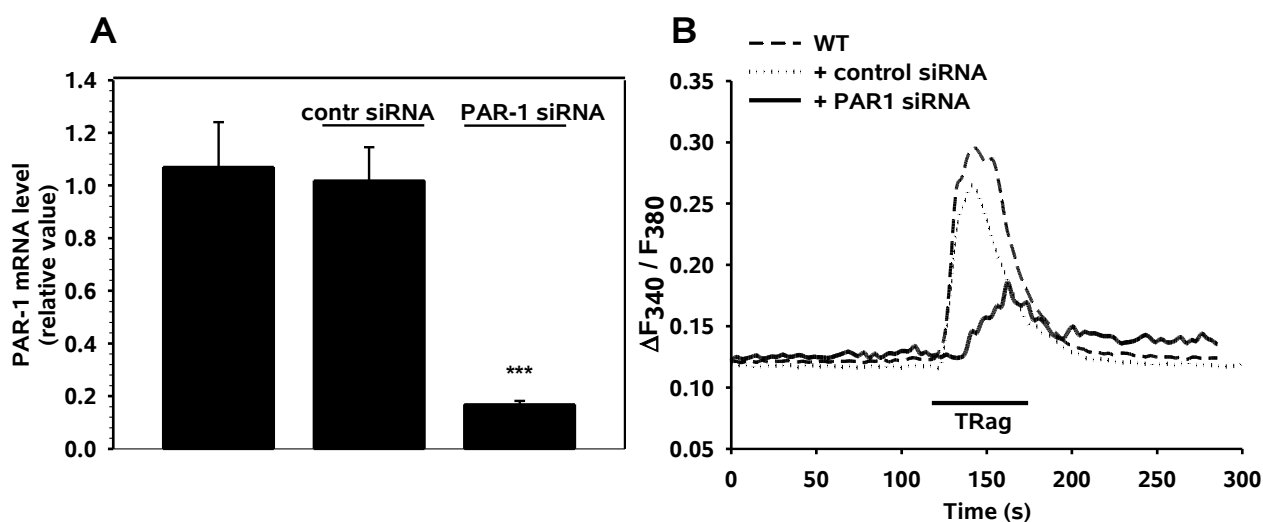 A
PAR-1 mRNA level
(relative value)
1.4
1.2
1.0
0.8
0.6
0.4
0.2
0.0
contr siRNA
PAR-1 siRNA
***
B
WT
+ control siRNA
+ PAR1 siRNA
ΔF340 / F380
0.35
0.30
0.25
0.20
0.15
0.10
0.05
TRag
0 50 100 150 200 250 300
Time (s)